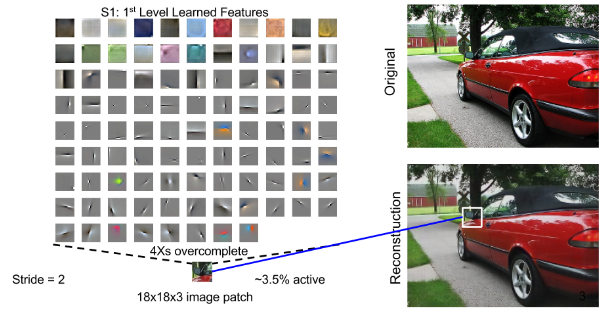 S1: 1st Level Learned Features
Original
Reconstruction
4Xs overcomplete
Stride = 2
~3.5% active
18x18x3 image patch
3